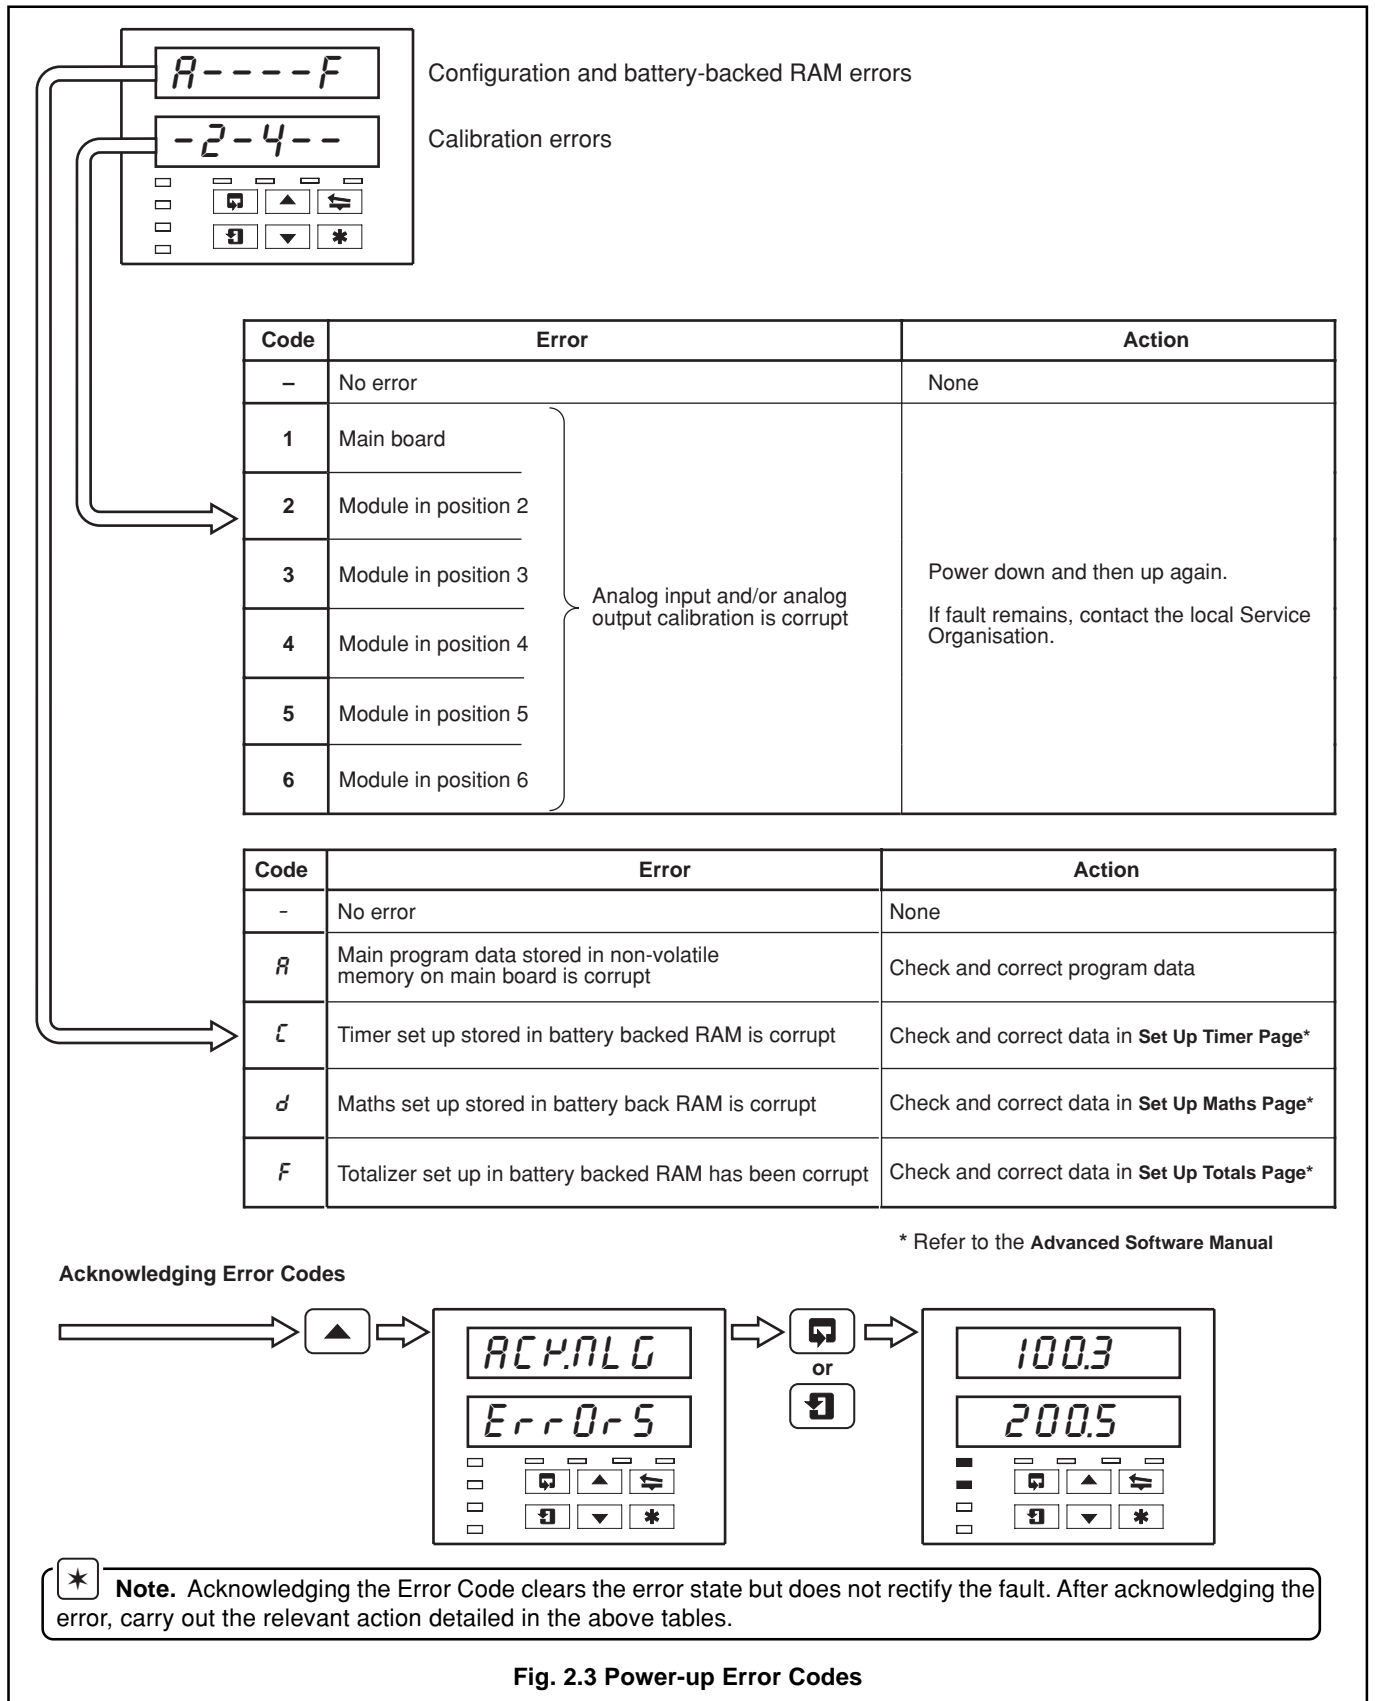 A----F
Configuration and battery-backed RAM errors
-2-4--
Calibration errors
Code Error Action
– No error None
1 Main board
2 Module in position 2
3 Module in position 3
4 Module in position 4
5 Module in position 5
6 Module in position 6
Analog input and/or analog
output calibration is corrupt
Power down and then up again.
If fault remains, contact the local Service
Organisation.
Code Error Action
- No error None
A Main program data stored in non-volatile
memory on main board is corrupt
Check and correct program data
C Timer set up stored in battery backed RAM is corrupt Check and correct data in Set Up Timer Page*
d Maths set up stored in battery back RAM is corrupt Check and correct data in Set Up Maths Page*
F Totalizer set up in battery backed RAM has been corrupt Check and correct data in Set Up Totals Page*
* Refer to the Advanced Software Manual
Acknowledging Error Codes
ACK.NLG
ErrOrS
or
100.3
200.5
Note. Acknowledging the Error Code clears the error state but does not rectify the fault. After acknowledging the
error, carry out the relevant action detailed in the above tables.
Fig. 2.3 Power-up Error Codes